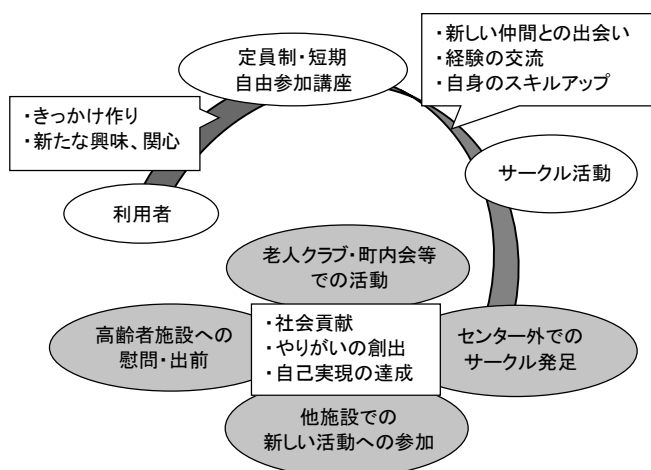 定員制・短期
自由参加講座
・新しい仲間との出会い
・経験の交流
・自身のスキルアップ
・きっかけ作り
・新たな興味、関心
サークル活動
利用者
老人クラブ・町内会等
での活動
高齢者施設への
慰問・出前
・社会貢献
・やりがいの創出
・自己実現の達成
センター外での
サークル発足
他施設での
新しい活動への参加